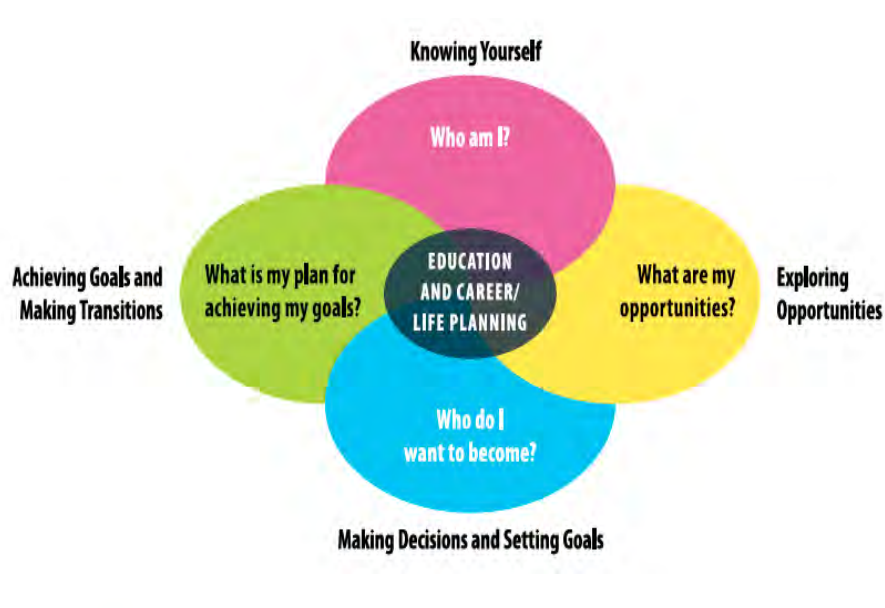 Knowing Yourself
Who am I?
Achieving Goals and
Making Transitions
What is my plan for
achieving my goals?
EDUCATION
AND CAREER/
LIFE PLANNING
What are my
opportunities?
Exploring
Opportunities
Who do I
want to become?
Making Decisions and Setting Goals